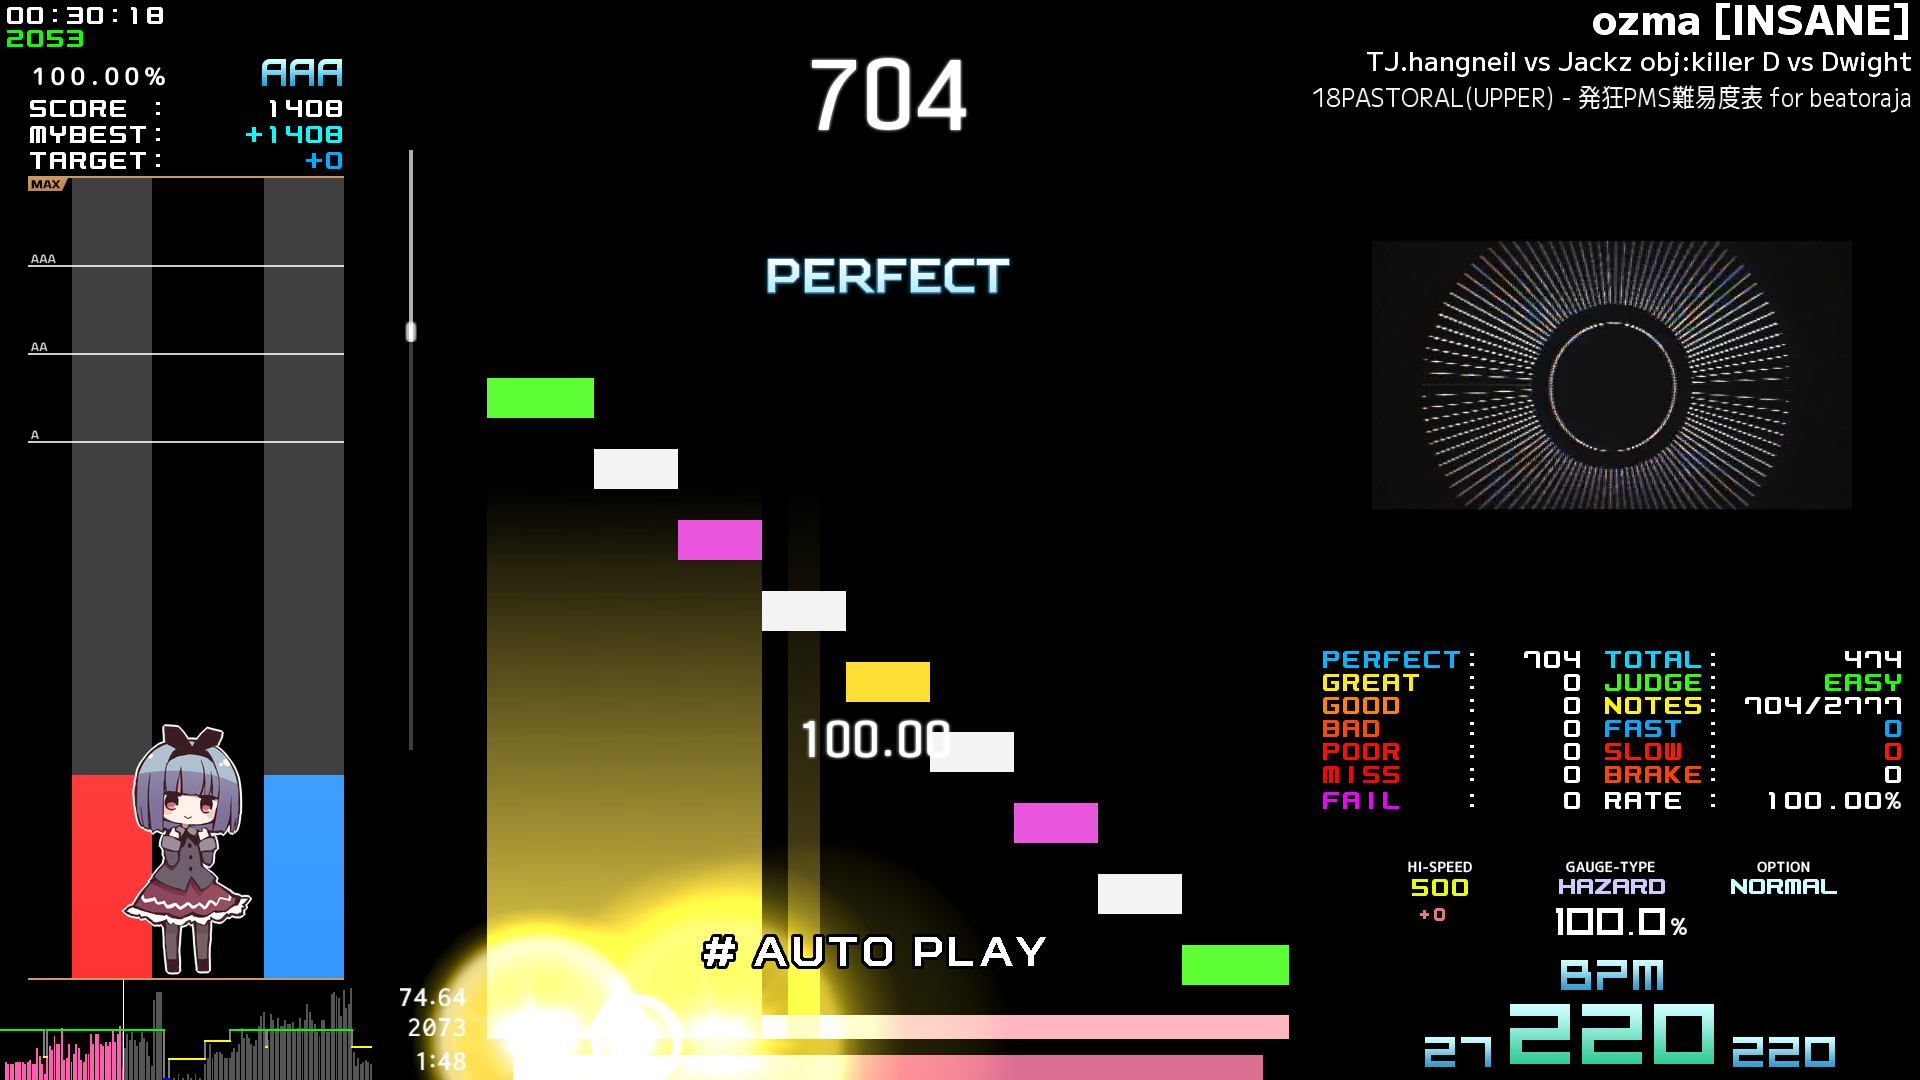 00:30:18
2053
100.00% AAA
SCORE : 1408
MYBEST: +1408
TARGET: +0
MAX
AAA
AA
A
704
PERFECT
100.00
# AUTO PLAY
74.64
2073
1:48
ozma [INSANE]
TJ.hangneil vs Jackz obj:killer D vs Dwight
18PASTORAL(UPPER) - 発狂PMS難易度表 for beatoraja
PERFECT: 704 TOTAL: 474
GREAT : 0 JUDGE: EASY
GOOD : 0 NOTES: 704/2777
BAD : 0 FAST : 0
POOR : 0 SLOW : 0
MISS : 0 BRAKE: 0
FAIL : 0 RATE : 100.00%
HI-SPEED GAUGE-TYPE OPTION
500 HAZARD NORMAL
+0 100.0%
BPM
27 220 220